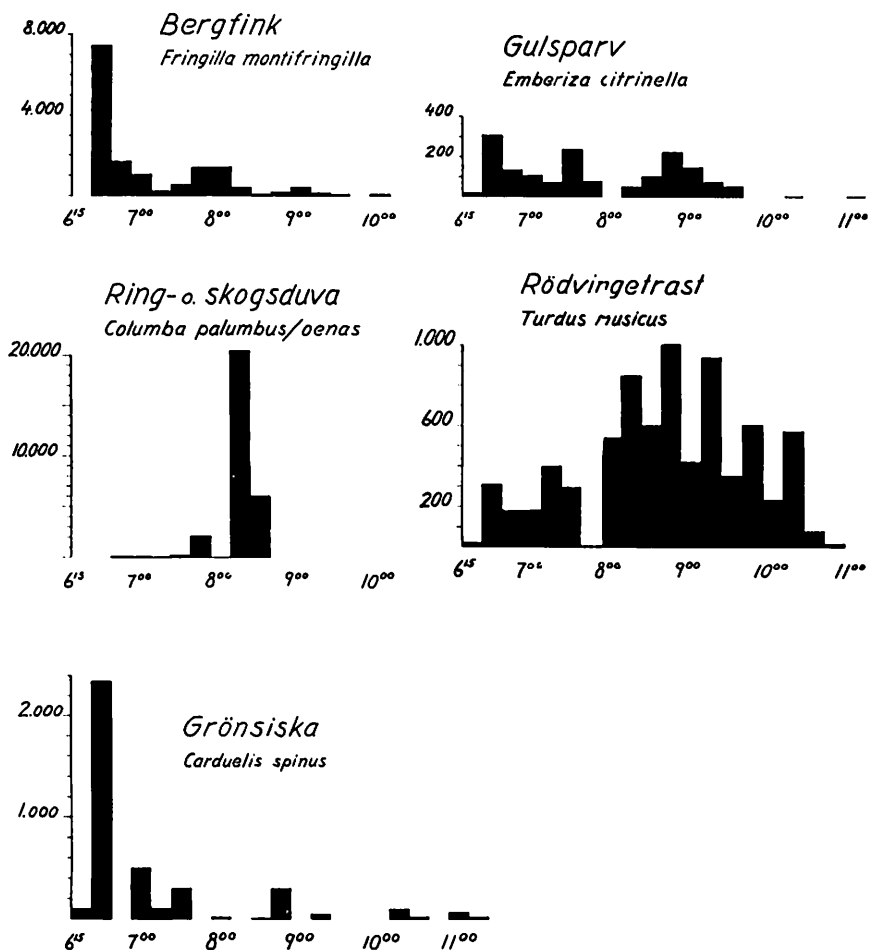 Bergfink
Fringilla montifringilla
8.000
4.000
6¹⁵ 7⁰⁰ 8⁰⁰ 9⁰⁰ 10⁰⁰
Gulsparv
Emberiza citrinella
400
200
6¹⁵ 7⁰⁰ 8⁰⁰ 9⁰⁰ 10⁰⁰ 11⁰⁰
Ring- o. skogsduva
Columba palumbus/oenas
20.000
10.000
6¹⁵ 7⁰⁰ 8⁰⁰ 9⁰⁰ 10⁰⁰
Rödvingetrast
Turdus musicus
1.000
600
200
6¹⁵ 7⁰⁰ 8⁰⁰ 9⁰⁰ 10⁰⁰ 11⁰⁰
Grönsiska
Carduelis spinus
2.000
1.000
6¹⁵ 7⁰⁰ 8⁰⁰ 9⁰⁰ 10⁰⁰ 11⁰⁰